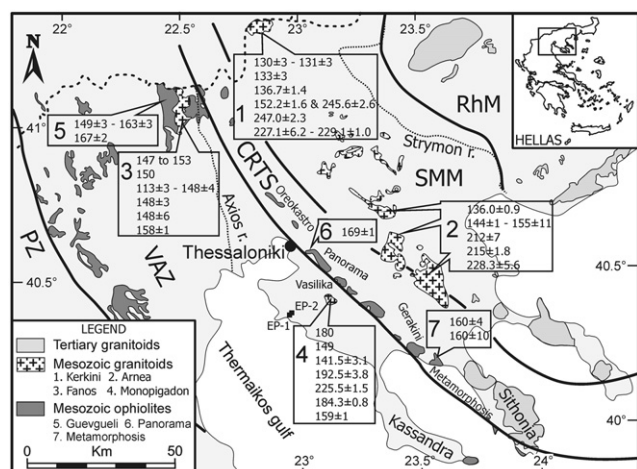 22° 22.5 23° 23.5 24°
N
HELLAS
130±3 - 131±3
133±3
136.7±1.4
152.2±1.6 & 245.6±2.6
247.0±2.3
227.1±6.2 - 229.1±1.0
1
RhM
41°
5
149±3 - 163±3
167±2
3
147 to 153
150
113±3 - 148±4
148±3
148±6
158±1
CRTS
Strymon r.
SMM
Oreokastro
Axios r.
136.0±0.9
144±1 - 155±11
212±7
215±1.8
228.3±5.6
2
6 169±1
PZ
VAZ
Thessaloniki
Panorama
40.5°
40.5°
Vasilika
EP-2
EP-1
Gerakini
7
160±4
160±10
4
180
149
141.5±3.1
192.5±3.8
225.5±1.5
184.3±0.8
159±1
Metamorphosis
Thermaikos gulf
Sithonia
Kassandra
40°
LEGEND
Tertiary granitoids
Mesozoic granitoids
1. Kerkini 2. Arnea
3. Fanos 4. Monopigadon
Mesozoic ophiolites
5. Guevgueli 6. Panorama
7. Metamorphosis
0 Km 50
23° 23.5 24°